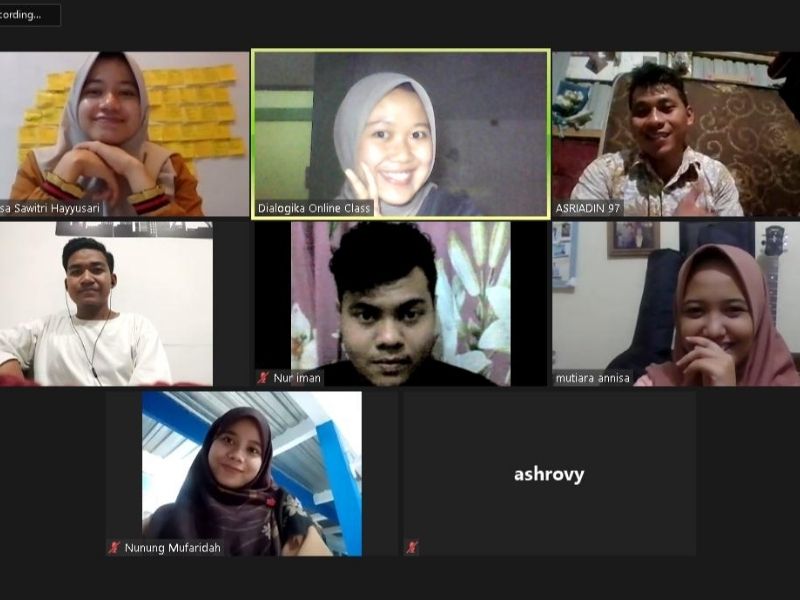 cording...
sa Sawitri Hayyusari
Dialogika Online Class
ASRIADIN 97
Nur iman
mutiara annisa
Nunung Mufaridah
ashrovy